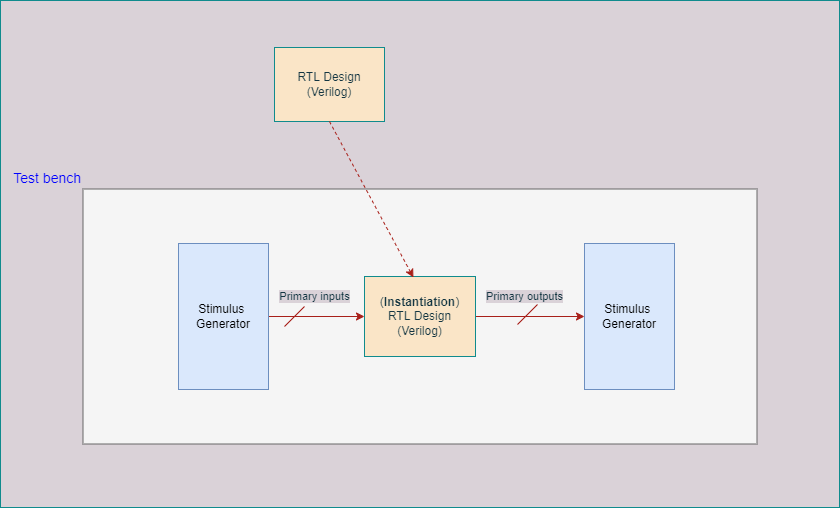 RTL Design
(Verilog)
Test bench
Stimulus
Generator
Primary inputs
(Instantiation)
RTL Design
(Verilog)
Primary outputs
Stimulus
Generator